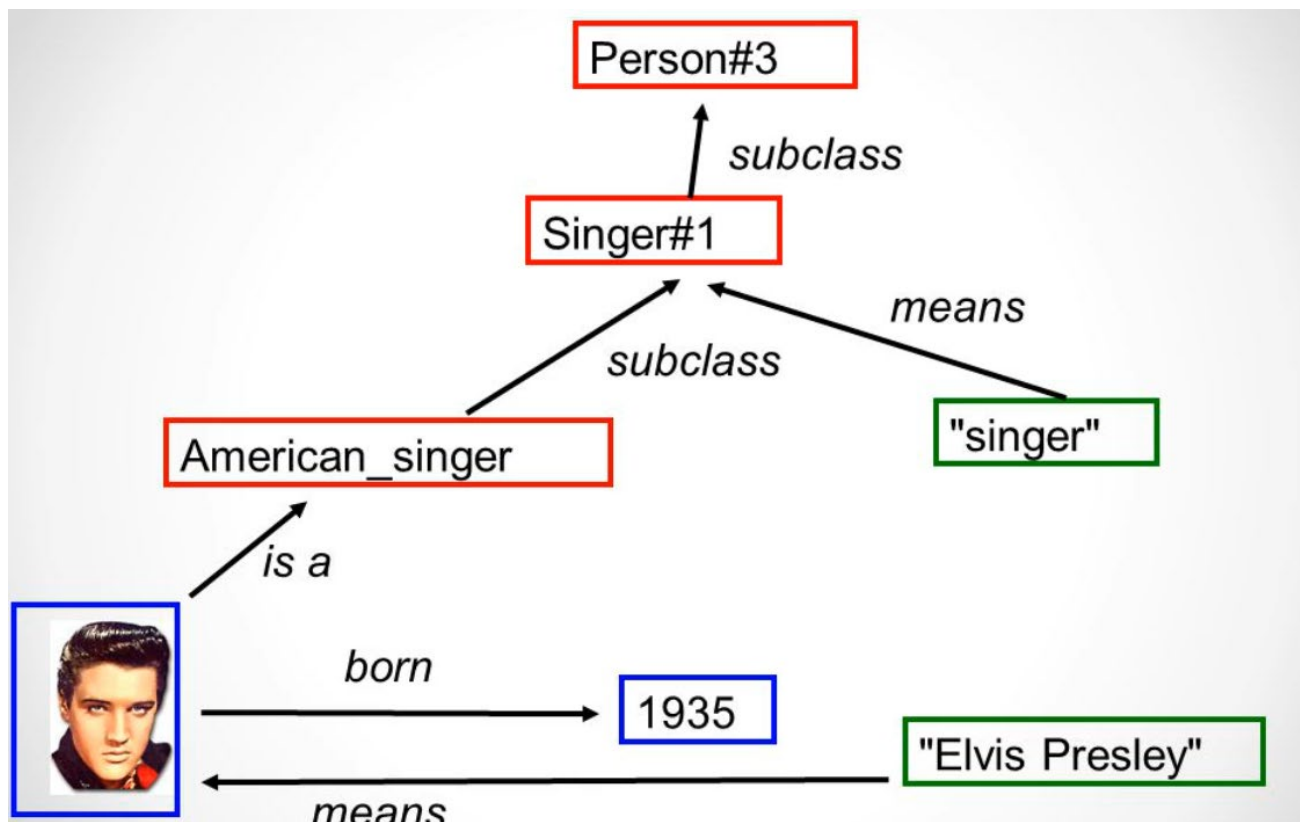 Person#3
subclass
Singer#1
means
subclass
"singer"
American_singer
is a
born
1935
"Elvis Presley"
means